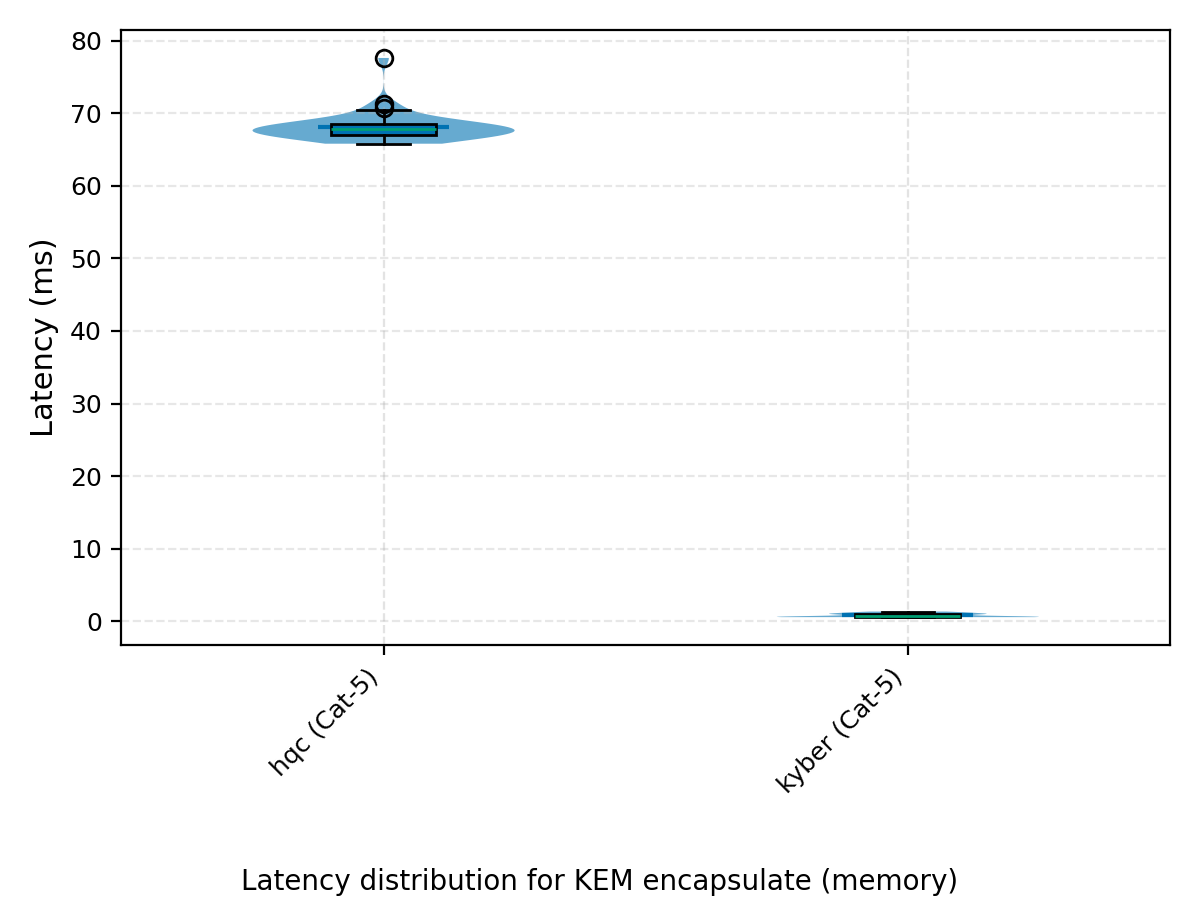 80
70
60
50
40
30
20
10
0
Latency (ms)
hqc (Cat-5)
kyber (Cat-5)
Latency distribution for KEM encapsulate (memory)